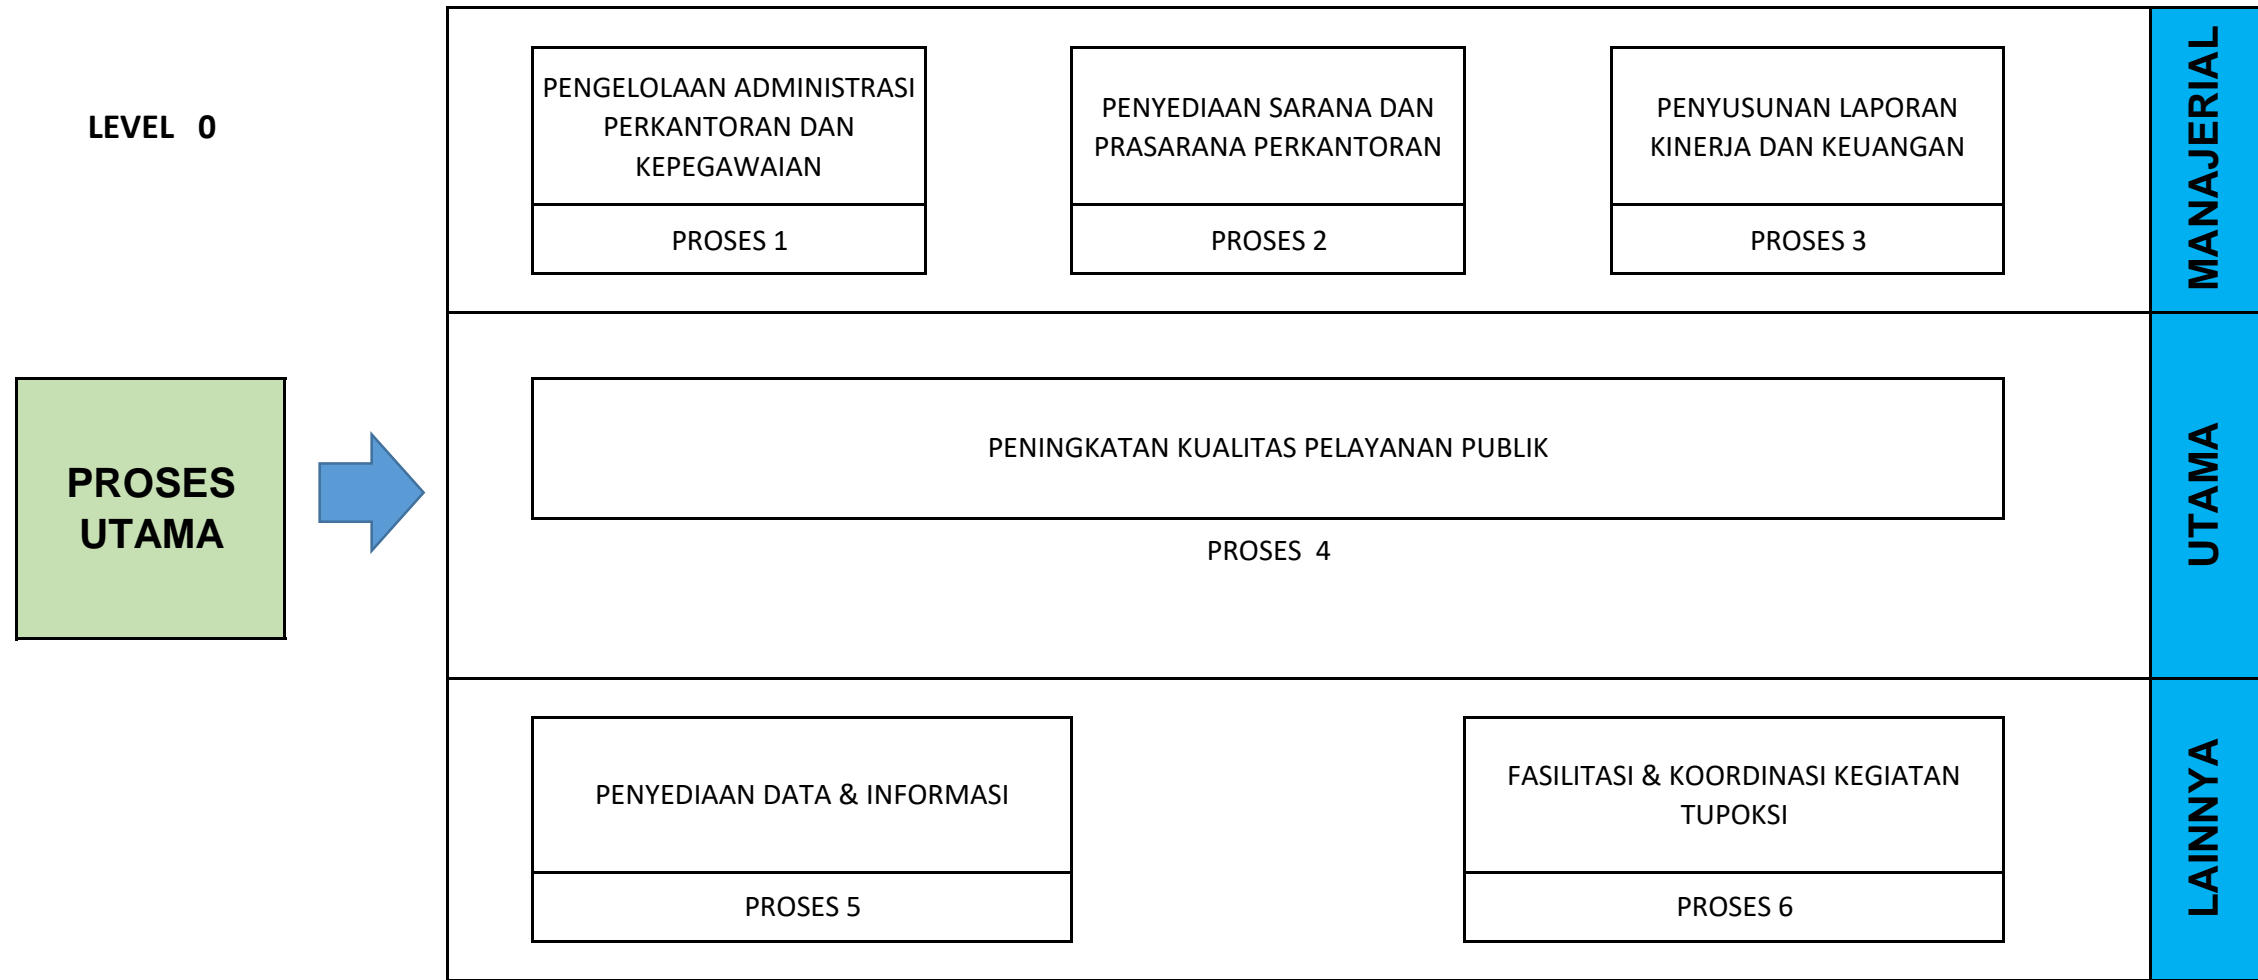 LEVEL 0
PENGELOLAAN ADMINISTRASI
PERKANTORAN DAN
KEPEGAWAIAN
PROSES 1
PENYEDIAAN SARANA DAN
PRASARANA PERKANTORAN
PROSES 2
PENYUSUNAN LAPORAN
KINERJA DAN KEUANGAN
PROSES 3
MANAJERIAL
PROSES
UTAMA
PENINGKATAN KUALITAS PELAYANAN PUBLIK
PROSES 4
UTAMA
PENYEDIAAN DATA & INFORMASI
PROSES 5
FASILITASI & KOORDINASI KEGIATAN
TUPOKSI
PROSES 6
LAINNYA